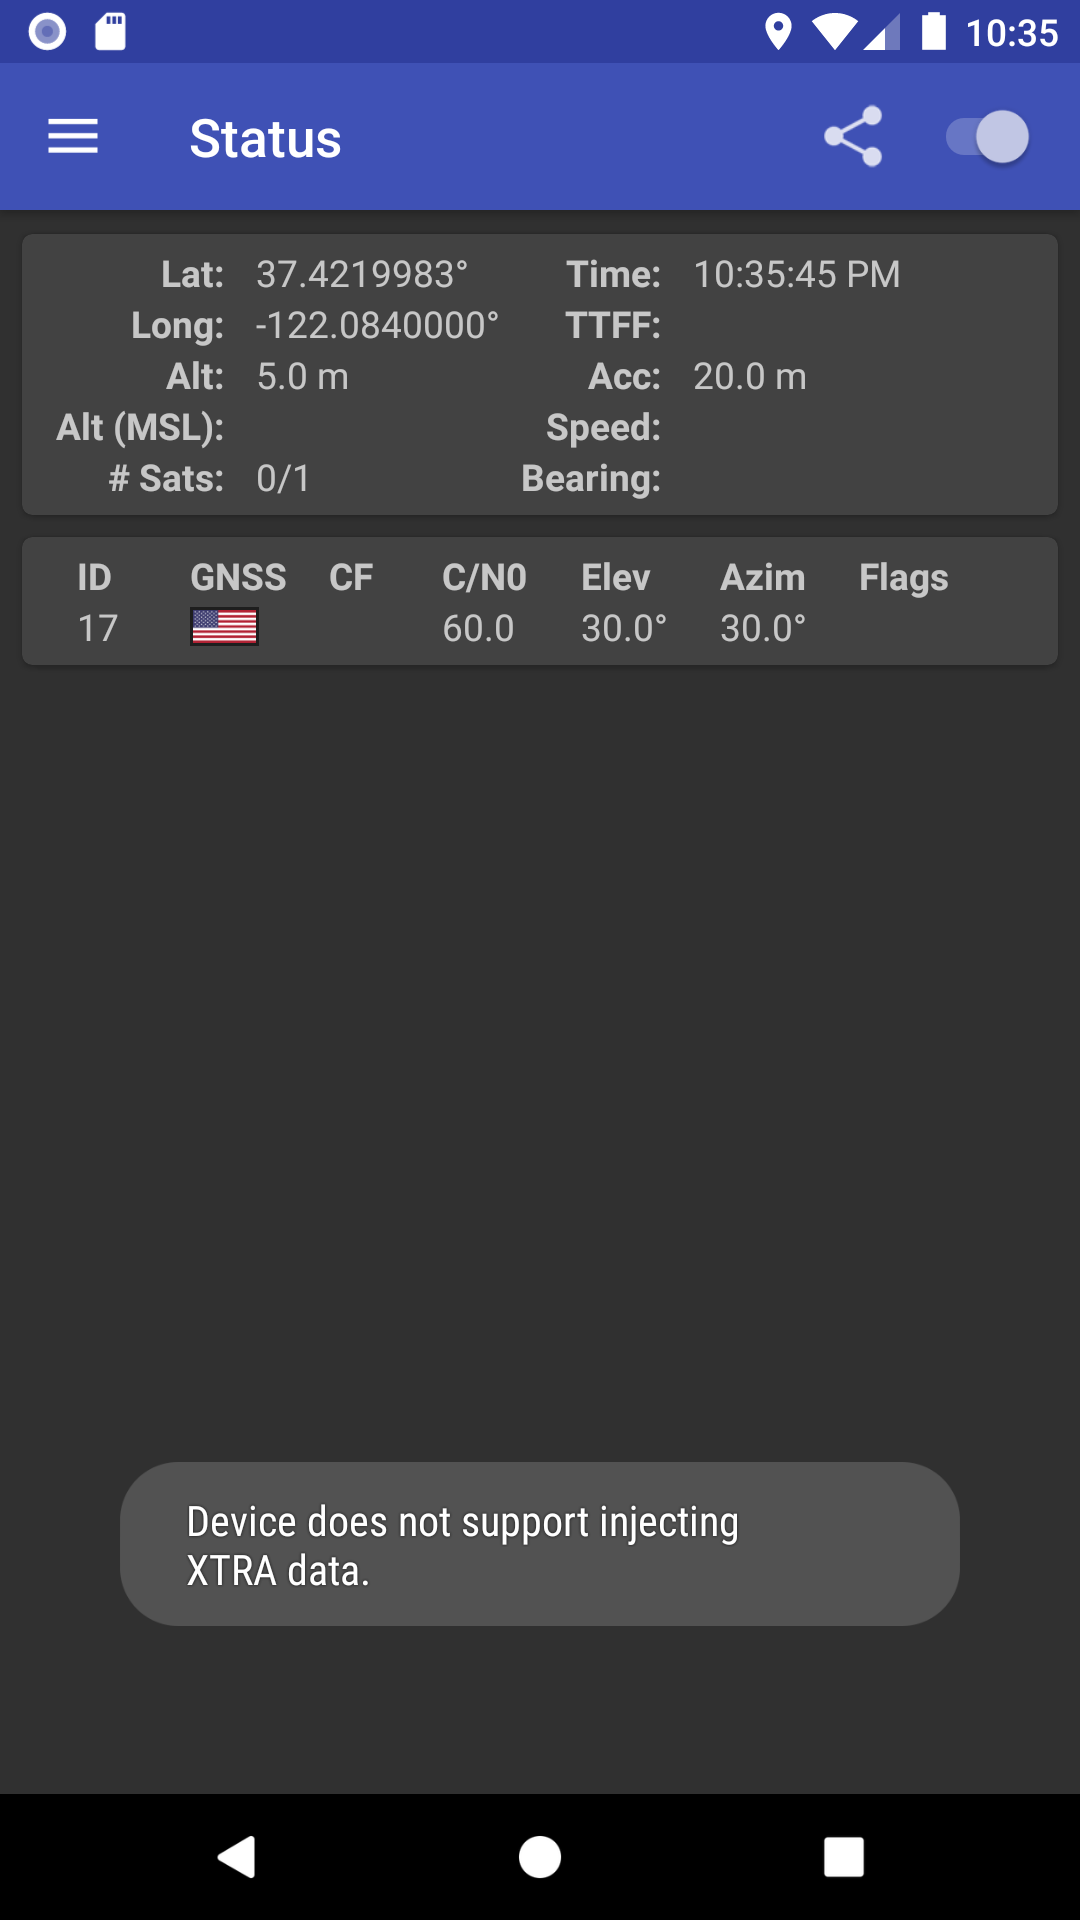 10:35
Status
Lat: 37.4219983° Time: 10:35:45 PM
Long: -122.0840000° TTFF:
Alt: 5.0 m Acc: 20.0 m
Alt (MSL): Speed:
# Sats: 0/1 Bearing:
ID GNSS CF C/N0 Elev Azim Flags
17 60.0 30.0° 30.0°
Device does not support injecting
XTRA data.